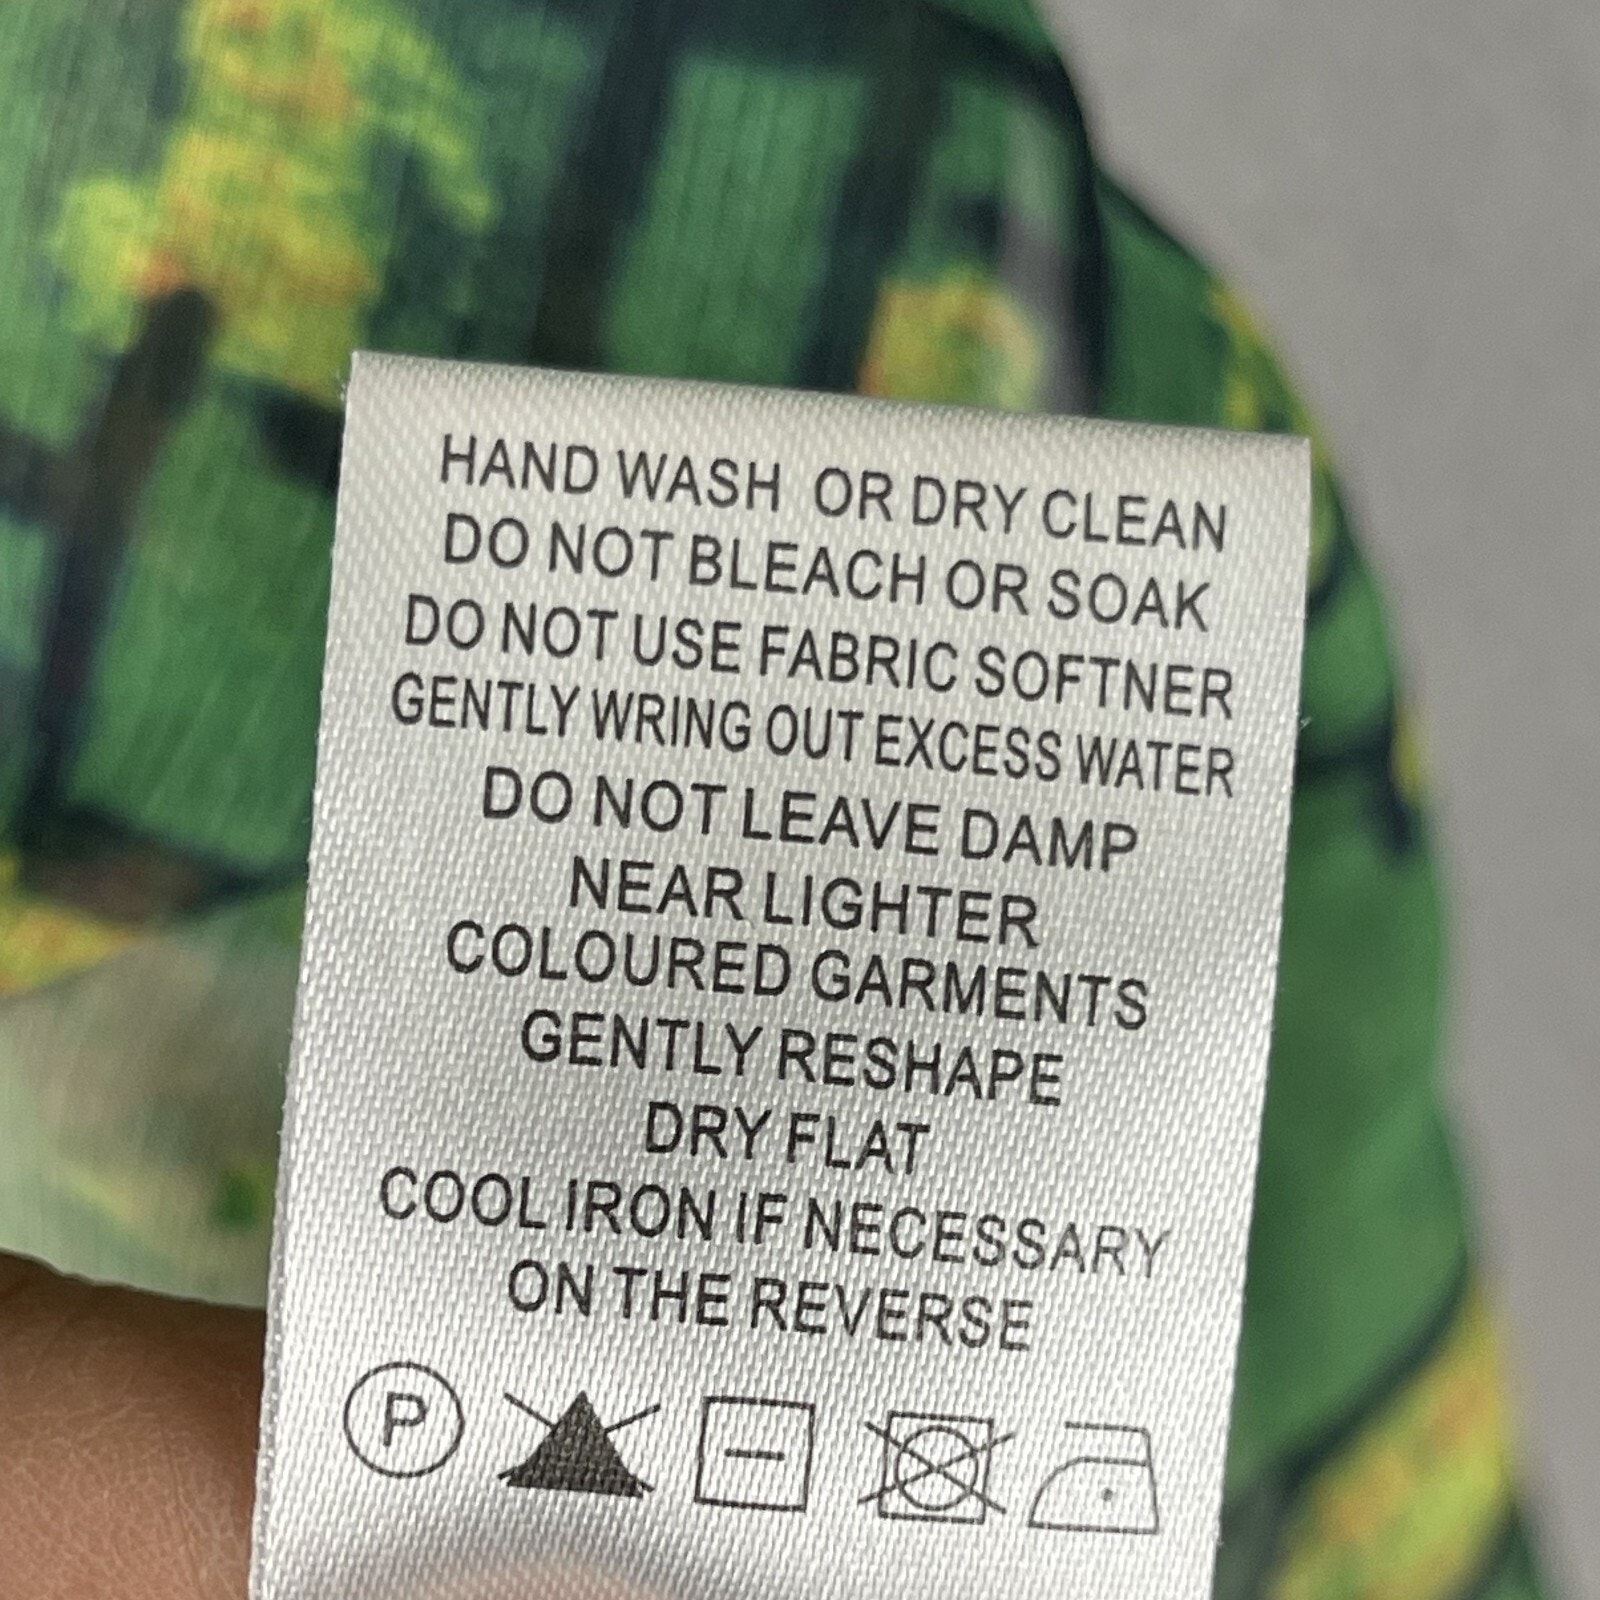 HAND WASH OR DRY CLEAN
DO NOT BLEACH OR SOAK
DO NOT USE FABRIC SOFTNER
GENTLY WRING OUT EXCESS WATER
DO NOT LEAVE DAMP
NEAR LIGHTER
COLOURED GARMENTS
GENTLY RESHAPE
DRY FLAT
COOL IRON IF NECESSARY
ON THE REVERSE
P